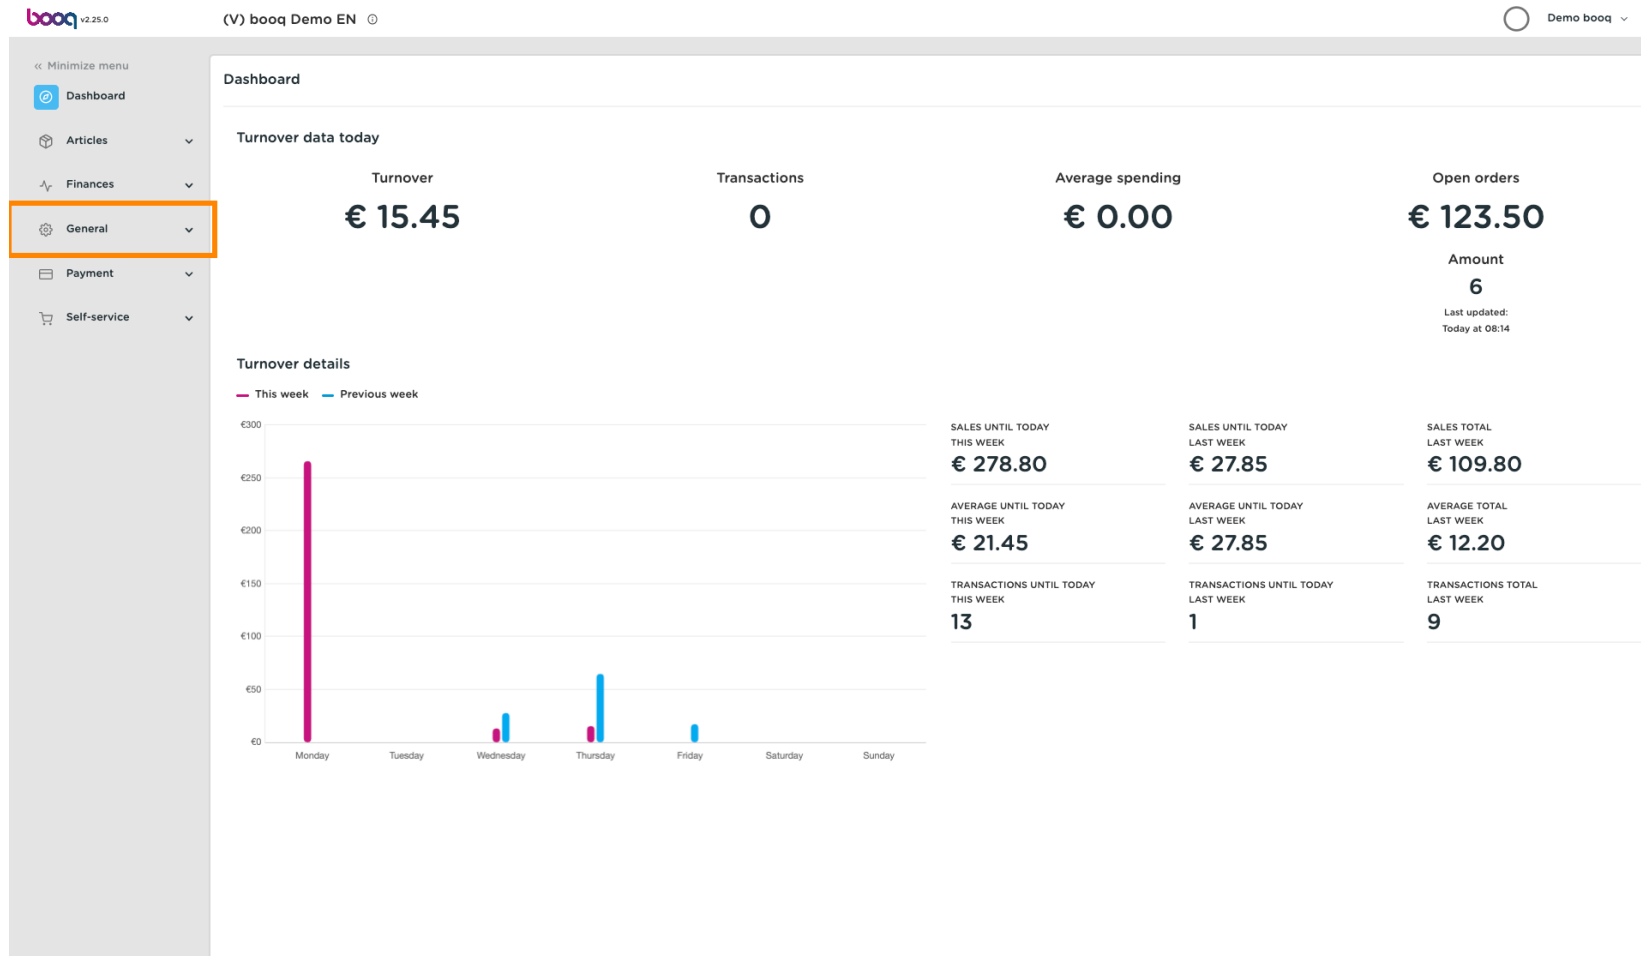 booq v2.25.0
(V) booq Demo EN
Demo booq
« Minimize menu
Dashboard
Articles
Finances
General
Payment
Self-service
Dashboard
Turnover data today
Turnover
€ 15.45
Transactions
0
Average spending
€ 0.00
Open orders
€ 123.50
Amount
6
Last updated:
Today at 08:14
Turnover details
This week
Previous week
€300
€250
€200
€150
€100
€50
€0
Monday
Tuesday
Wednesday
Thursday
Friday
Saturday
Sunday
SALES UNTIL TODAY
THIS WEEK
€ 278.80
SALES UNTIL TODAY
LAST WEEK
€ 27.85
SALES TOTAL
LAST WEEK
€ 109.80
AVERAGE UNTIL TODAY
THIS WEEK
€ 21.45
AVERAGE UNTIL TODAY
LAST WEEK
€ 27.85
AVERAGE TOTAL
LAST WEEK
€ 12.20
TRANSACTIONS UNTIL TODAY
THIS WEEK
13
TRANSACTIONS UNTIL TODAY
LAST WEEK
1
TRANSACTIONS TOTAL
LAST WEEK
9